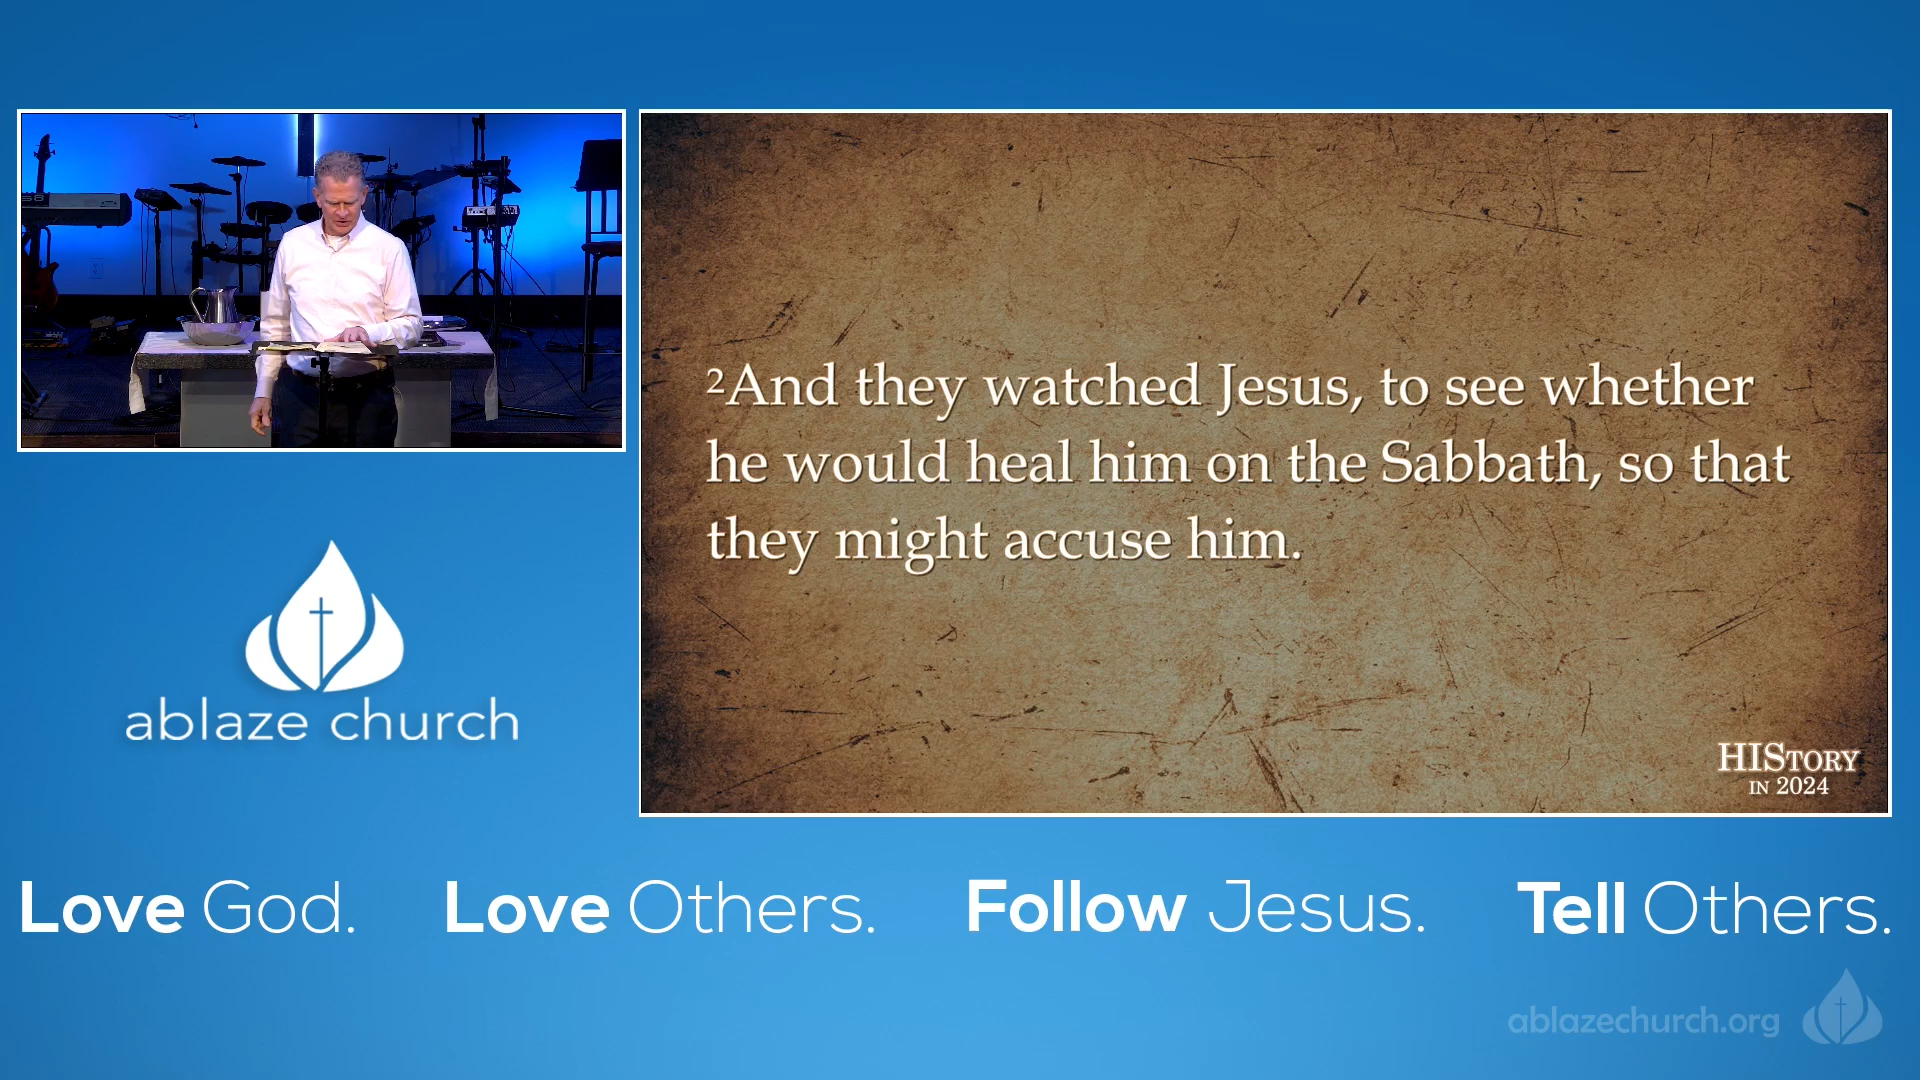 ²And they watched Jesus, to see whether
he would heal him on the Sabbath, so that
they might accuse him.
HIStory
in 2024
ablaze church
Love God. Love Others. Follow Jesus. Tell Others.
ablazechurch.org